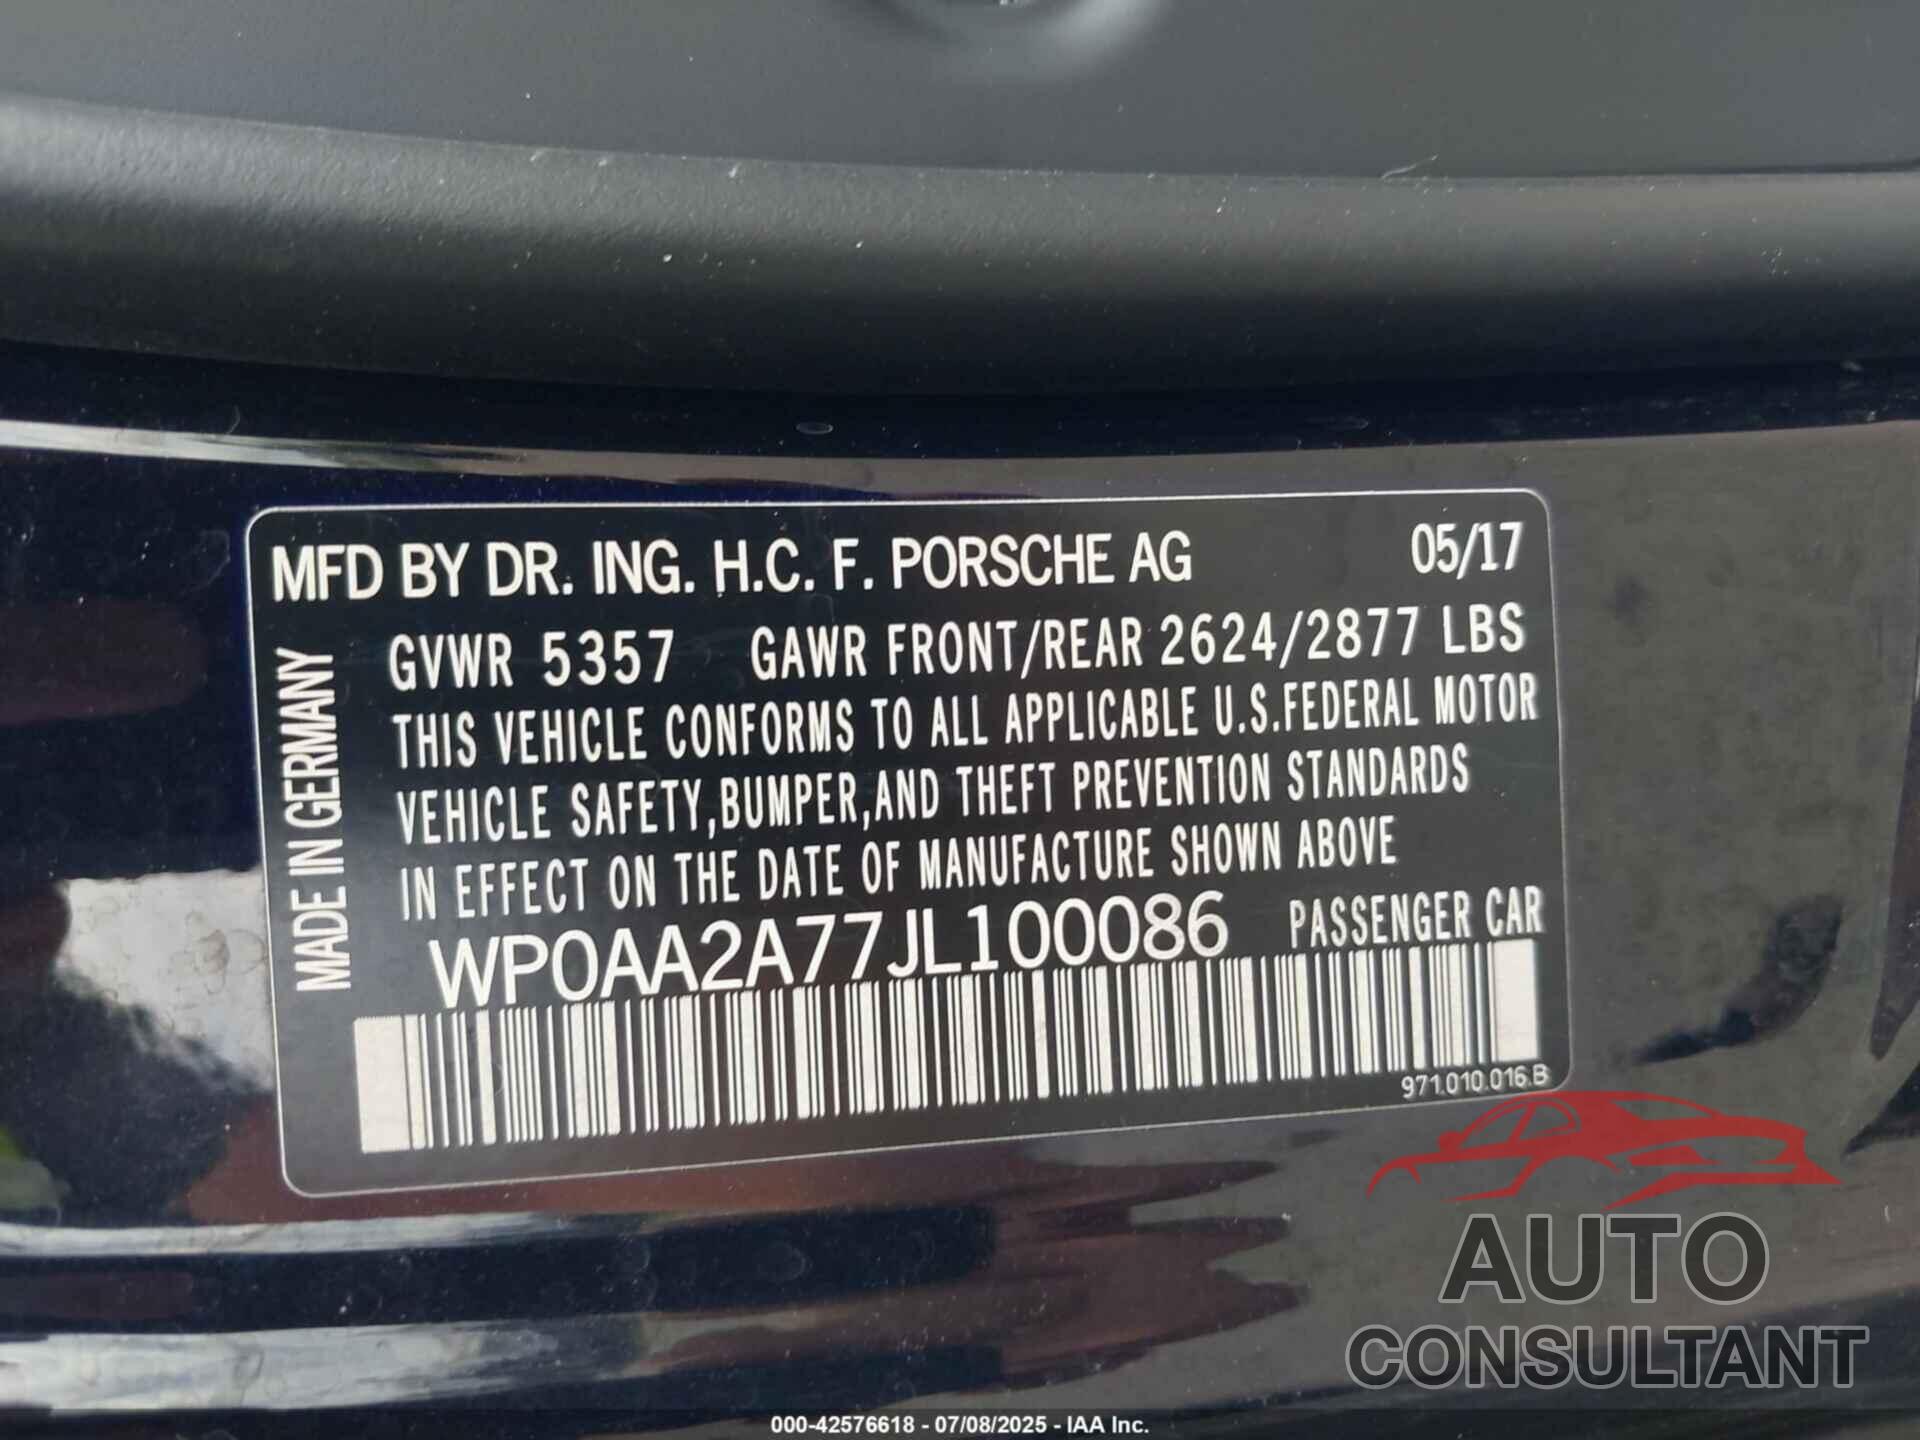 MFD BY DR. ING. H.C. F. PORSCHE AG 05/17
GVWR 5357 GAWR FRONT/REAR 2624/2877 LBS
THIS VEHICLE CONFORMS TO ALL APPLICABLE U.S.FEDERAL MOTOR
VEHICLE SAFETY,BUMPER,AND THEFT PREVENTION STANDARDS
IN EFFECT ON THE DATE OF MANUFACTURE SHOWN ABOVE
WP0AA2A77JL100086 PASSENGER CAR
MADE IN GERMANY
971.010.016.B
AUTO
CONSULTANT
000-42576618 - 07/08/2025 - IAA Inc.